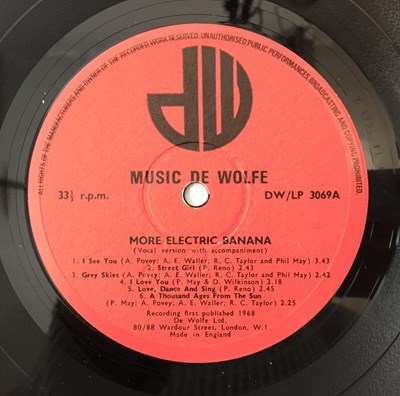 ALL RIGHTS OF THE MANUFACTURER AND OWNER OF THE RECORDED WORK RESERVED. UNAUTHORISED PUBLIC PERFORMANCES BROADCASTING AND COPYING PROHIBITED.
dw
MUSIC DE WOLFE
33⅓ r.p.m. DW/LP 3069A
MORE ELECTRIC BANANA
(Vocal version with accompaniment)
1. I See You (A. Povey; A. E. Waller; R. C. Taylor and Phil May) 3.43
2. Street Girl (P. Reno) 2.43
3. Grey Skies (A. Povey; A. E. Waller; R. C. Taylor and Phil May) 2.42
4. I Love You (P. May & D. Wilkinson) 2.18
5. Love, Dance And Sing (P. Reno) 2.45
6. A Thousand Ages From The Sun
(P. May; A. Povey; A. E. Waller; R. C. Taylor) 2.25
Recording first published 1968
De Wolfe Ltd.
80/88 Wardour Street, London, W.1
Made in England